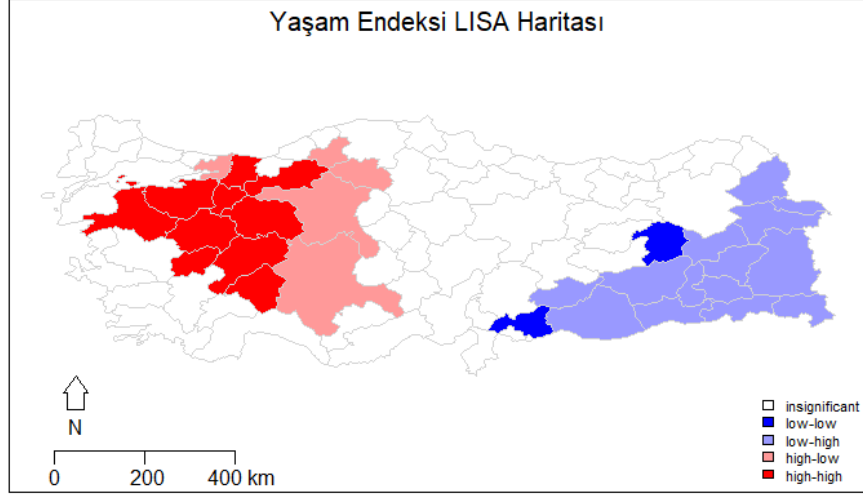 Yaşam Endeksi LISA Haritası
N
0 200 400 km
insignificant
low-low
low-high
high-low
high-high